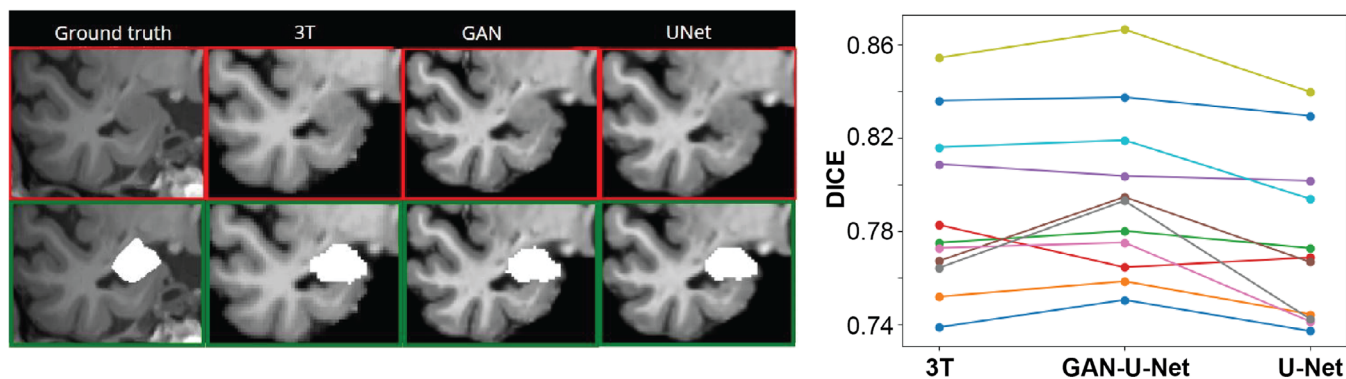 Ground truth 3T GAN UNet
DICE
0.86
0.82
0.78
0.74
3T GAN-U-Net U-Net